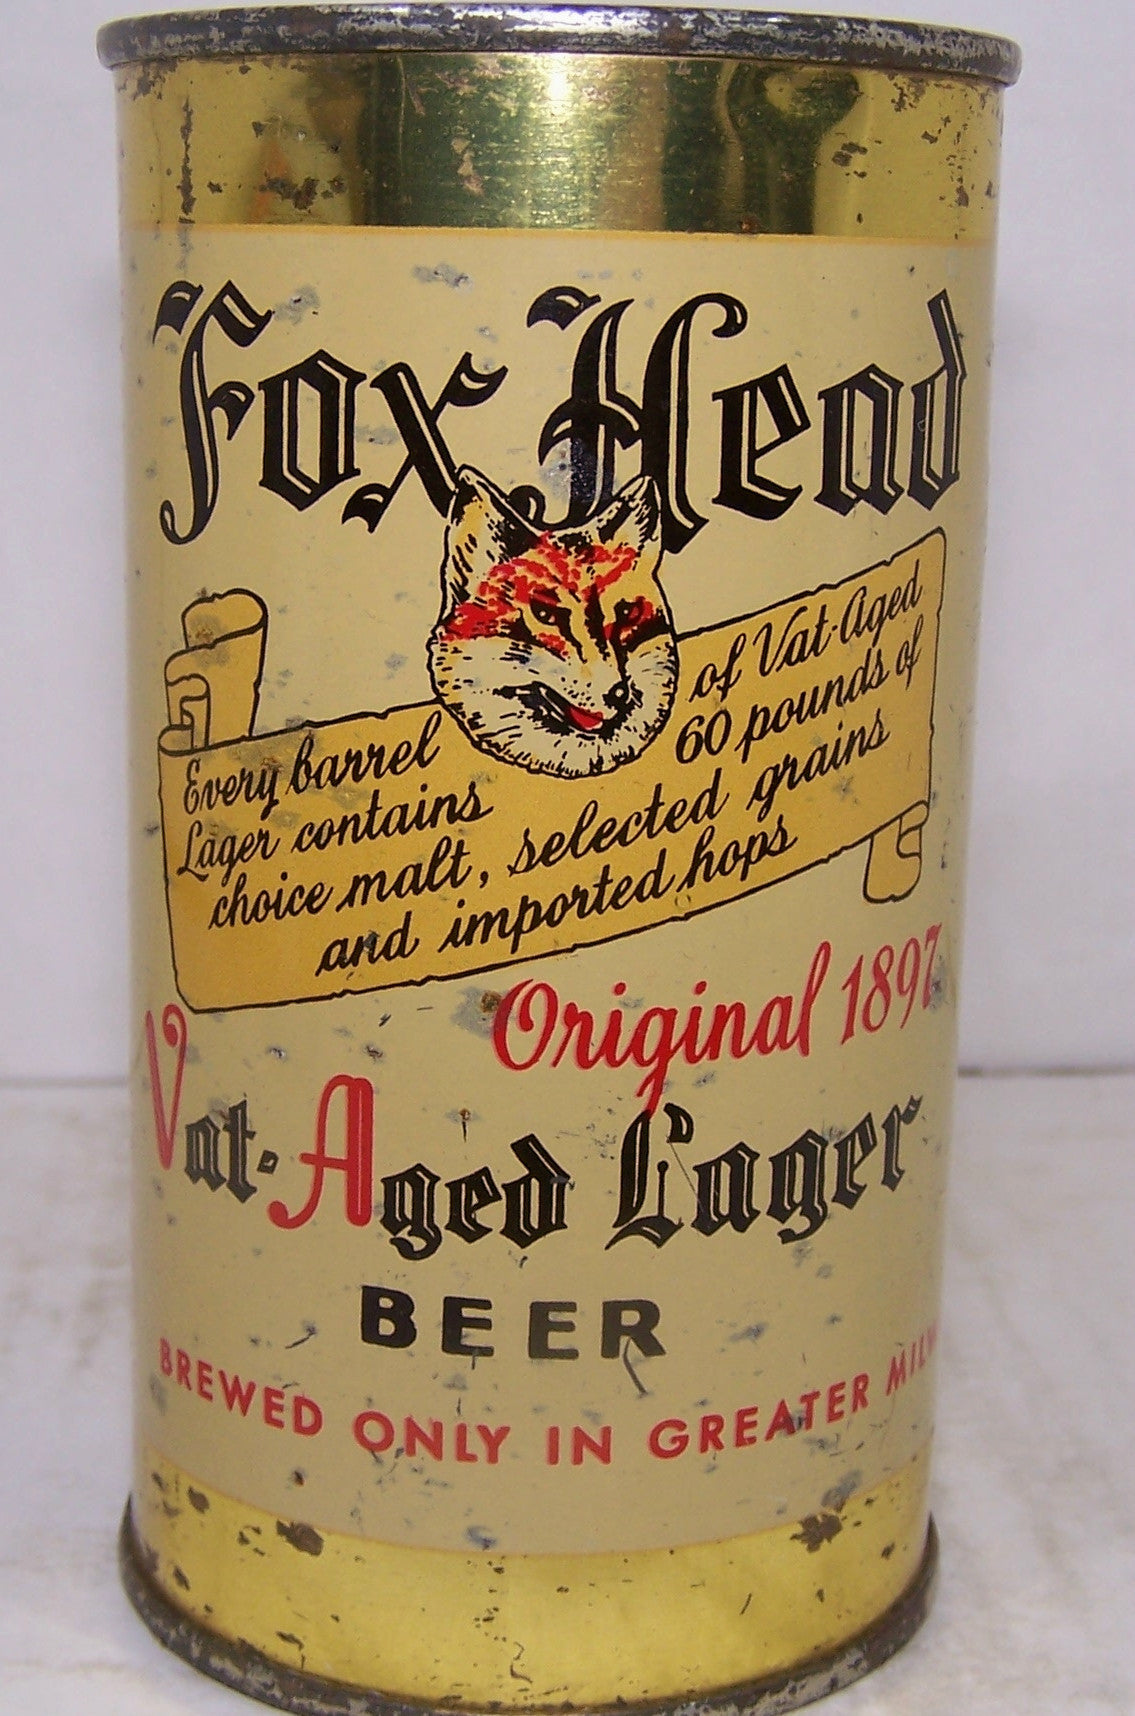 Fox Head
Every barrel of Vat-Aged
Lager contains 60 pounds of
choice malt, selected grains
and imported hops
Original 1897
Vat-Aged Lager
BEER
BREWED ONLY IN GREATER